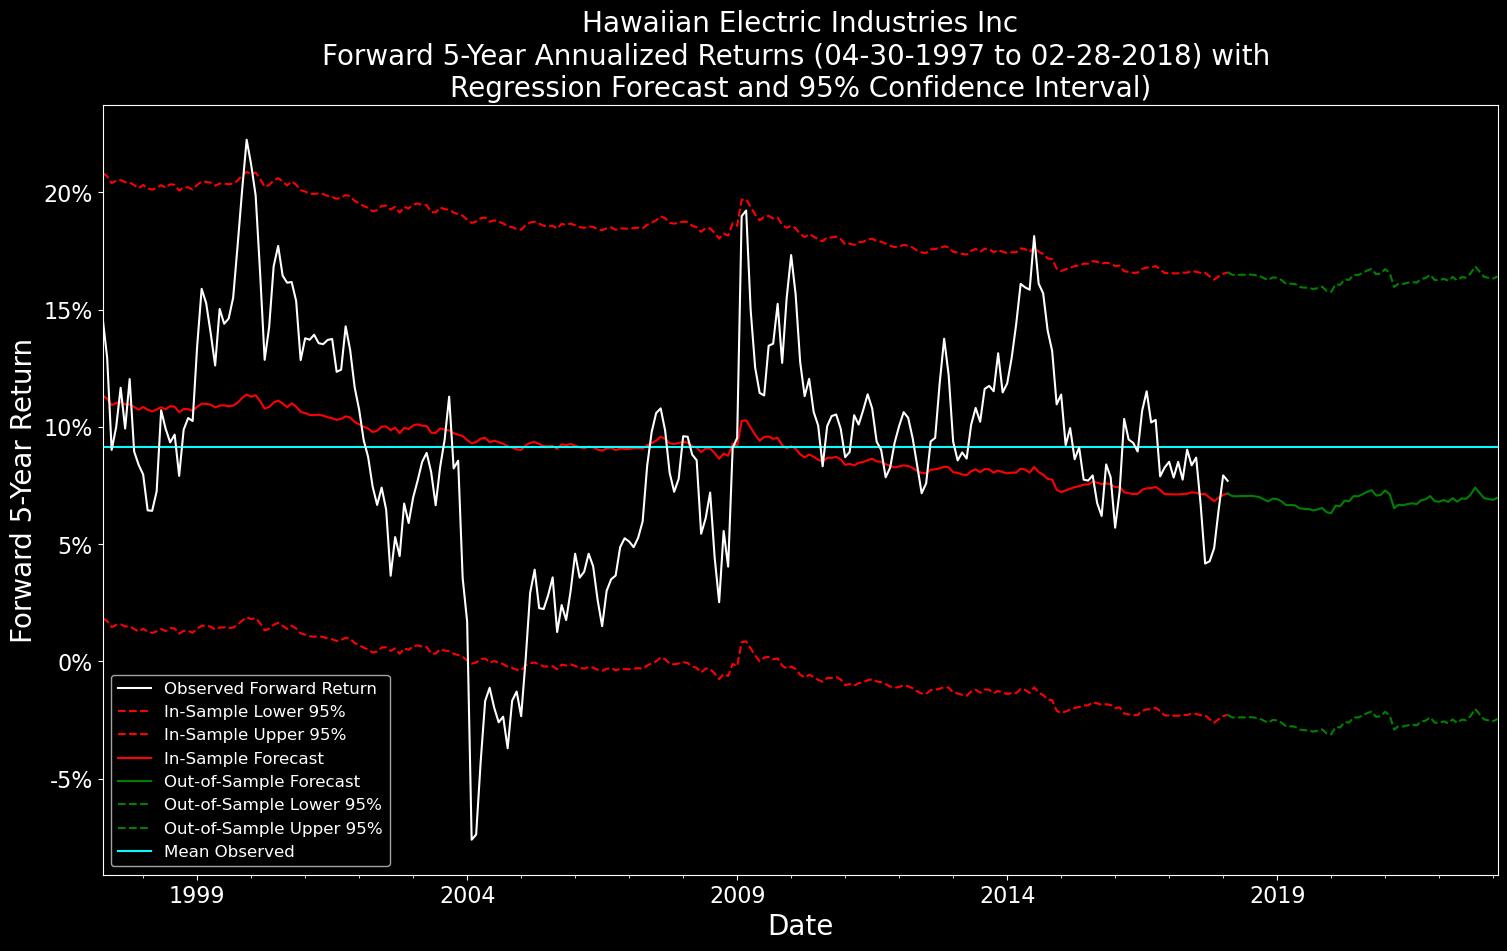 Hawaiian Electric Industries Inc
Forward 5-Year Annualized Returns (04-30-1997 to 02-28-2018) with
Regression Forecast and 95% Confidence Interval)
Forward 5-Year Return
20%
15%
10%
5%
0%
-5%
Observed Forward Return
In-Sample Lower 95%
In-Sample Upper 95%
In-Sample Forecast
Out-of-Sample Forecast
Out-of-Sample Lower 95%
Out-of-Sample Upper 95%
Mean Observed
1999
2004
2009
2014
2019
Date